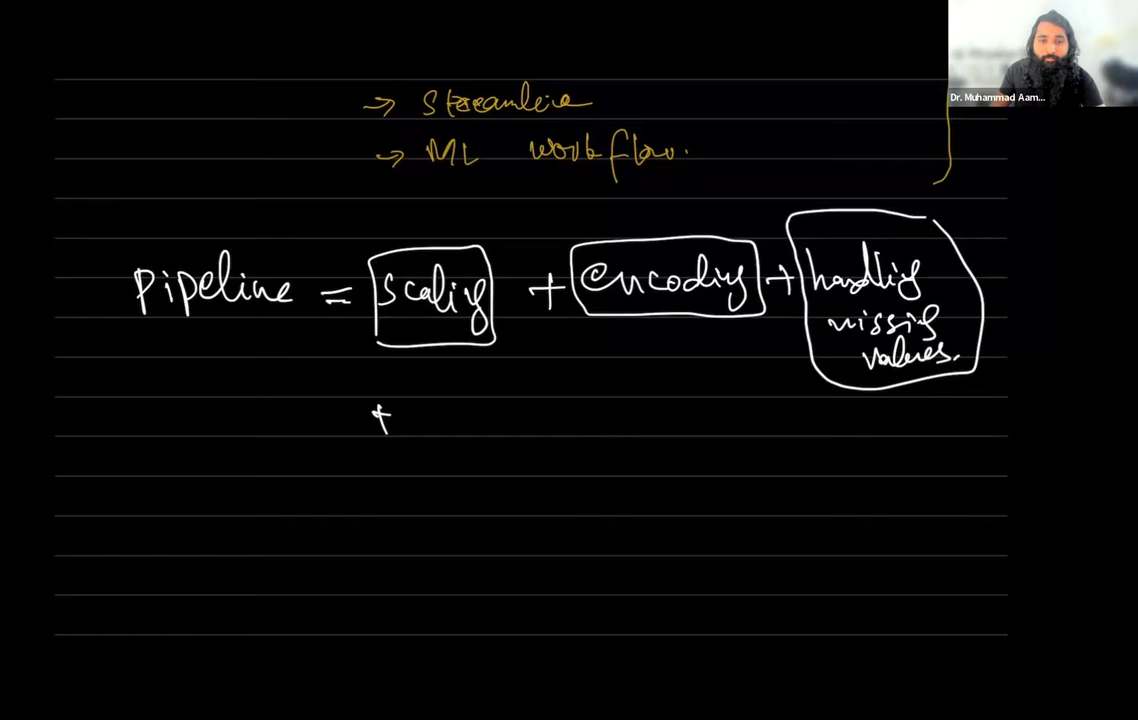 Dr. Muhammad Aam...
→ Streamline
→ ML workflow.
Pipeline = Scaling + encoding + handling
missing
values.
+